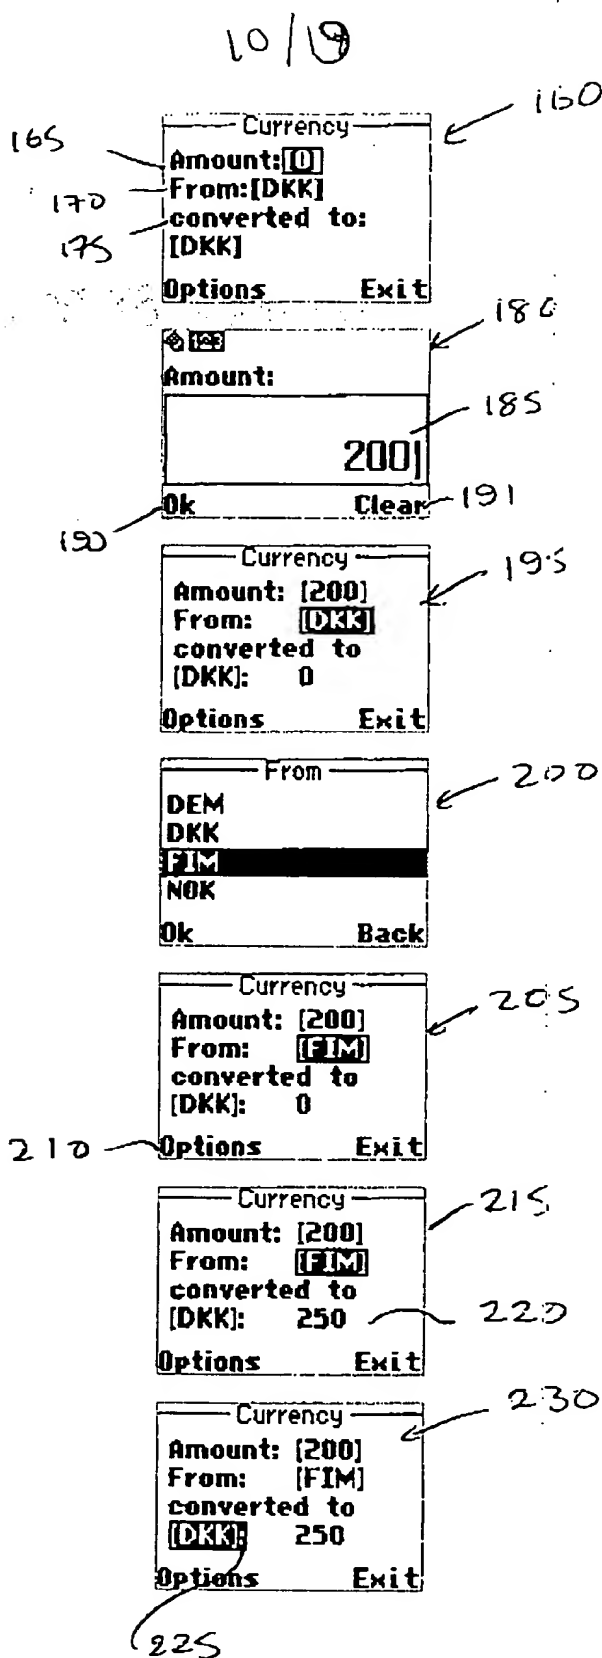 10/19
160
Currency
165
Amount:[0]
170
From:[DKK]
175
converted to:
[DKK]
Options Exit
180
Amount:
185
200
Ok Clear
190
191
Currency
195
Amount: [200]
From: [DKK]
converted to
[DKK]: 0
Options Exit
From
200
DEM
DKK
FIM
NOK
Ok Back
Currency
205
Amount: [200]
From: [FIM]
converted to
[DKK]: 0
210
Options Exit
Currency
215
Amount: [200]
From: [FIM]
converted to
[DKK]: 250
220
Options Exit
Currency
230
Amount: [200]
From: [FIM]
converted to
[DKK]: 250
Options Exit
225